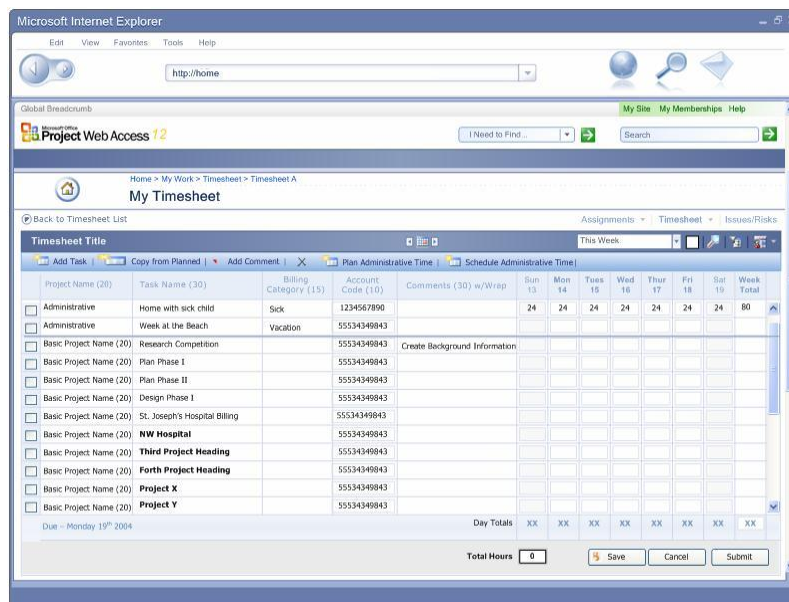 Microsoft Internet Explorer
Edit View Favorites Tools Help
http://home
Global Breadcrumb My Site My Memberships Help
Microsoft Office
Project Web Access 12 I Need to Find... Search
Home > My Work > Timesheet > Timesheet A
My Timesheet
Back to Timesheet List Assignments Timesheet Issues/Risks
Timesheet Title This Week
Add Task | Copy from Planned | Add Comment | X Plan Administrative Time | Schedule Administrative Time |
Project Name (20) Task Name (30) Billing Category (15) Account Code (10) Comments (30) w/Wrap Sun 13 Mon 14 Tues 15 Wed 16 Thur 17 Fri 18 Sat 19 Week Total
Administrative Home with sick child Sick 1234567890 24 24 24 24 24 24 24 80
Administrative Week at the Beach Vacation 55534349843
Basic Project Name (20) Research Competition 55534349843 Create Background Information
Basic Project Name (20) Plan Phase I 55534349843
Basic Project Name (20) Plan Phase II 55534349843
Basic Project Name (20) Design Phase I 55534349843
Basic Project Name (20) St. Joseph's Hospital Billing 55534349843
Basic Project Name (20) NW Hospital 55534349843
Basic Project Name (20) Third Project Heading 55534349843
Basic Project Name (20) Forth Project Heading 55534349843
Basic Project Name (20) Project X 55534349843
Basic Project Name (20) Project Y 55534349843
Due – Monday 19th 2004 Day Totals XX XX XX XX XX XX XX XX
Total Hours 0 Save Cancel Submit